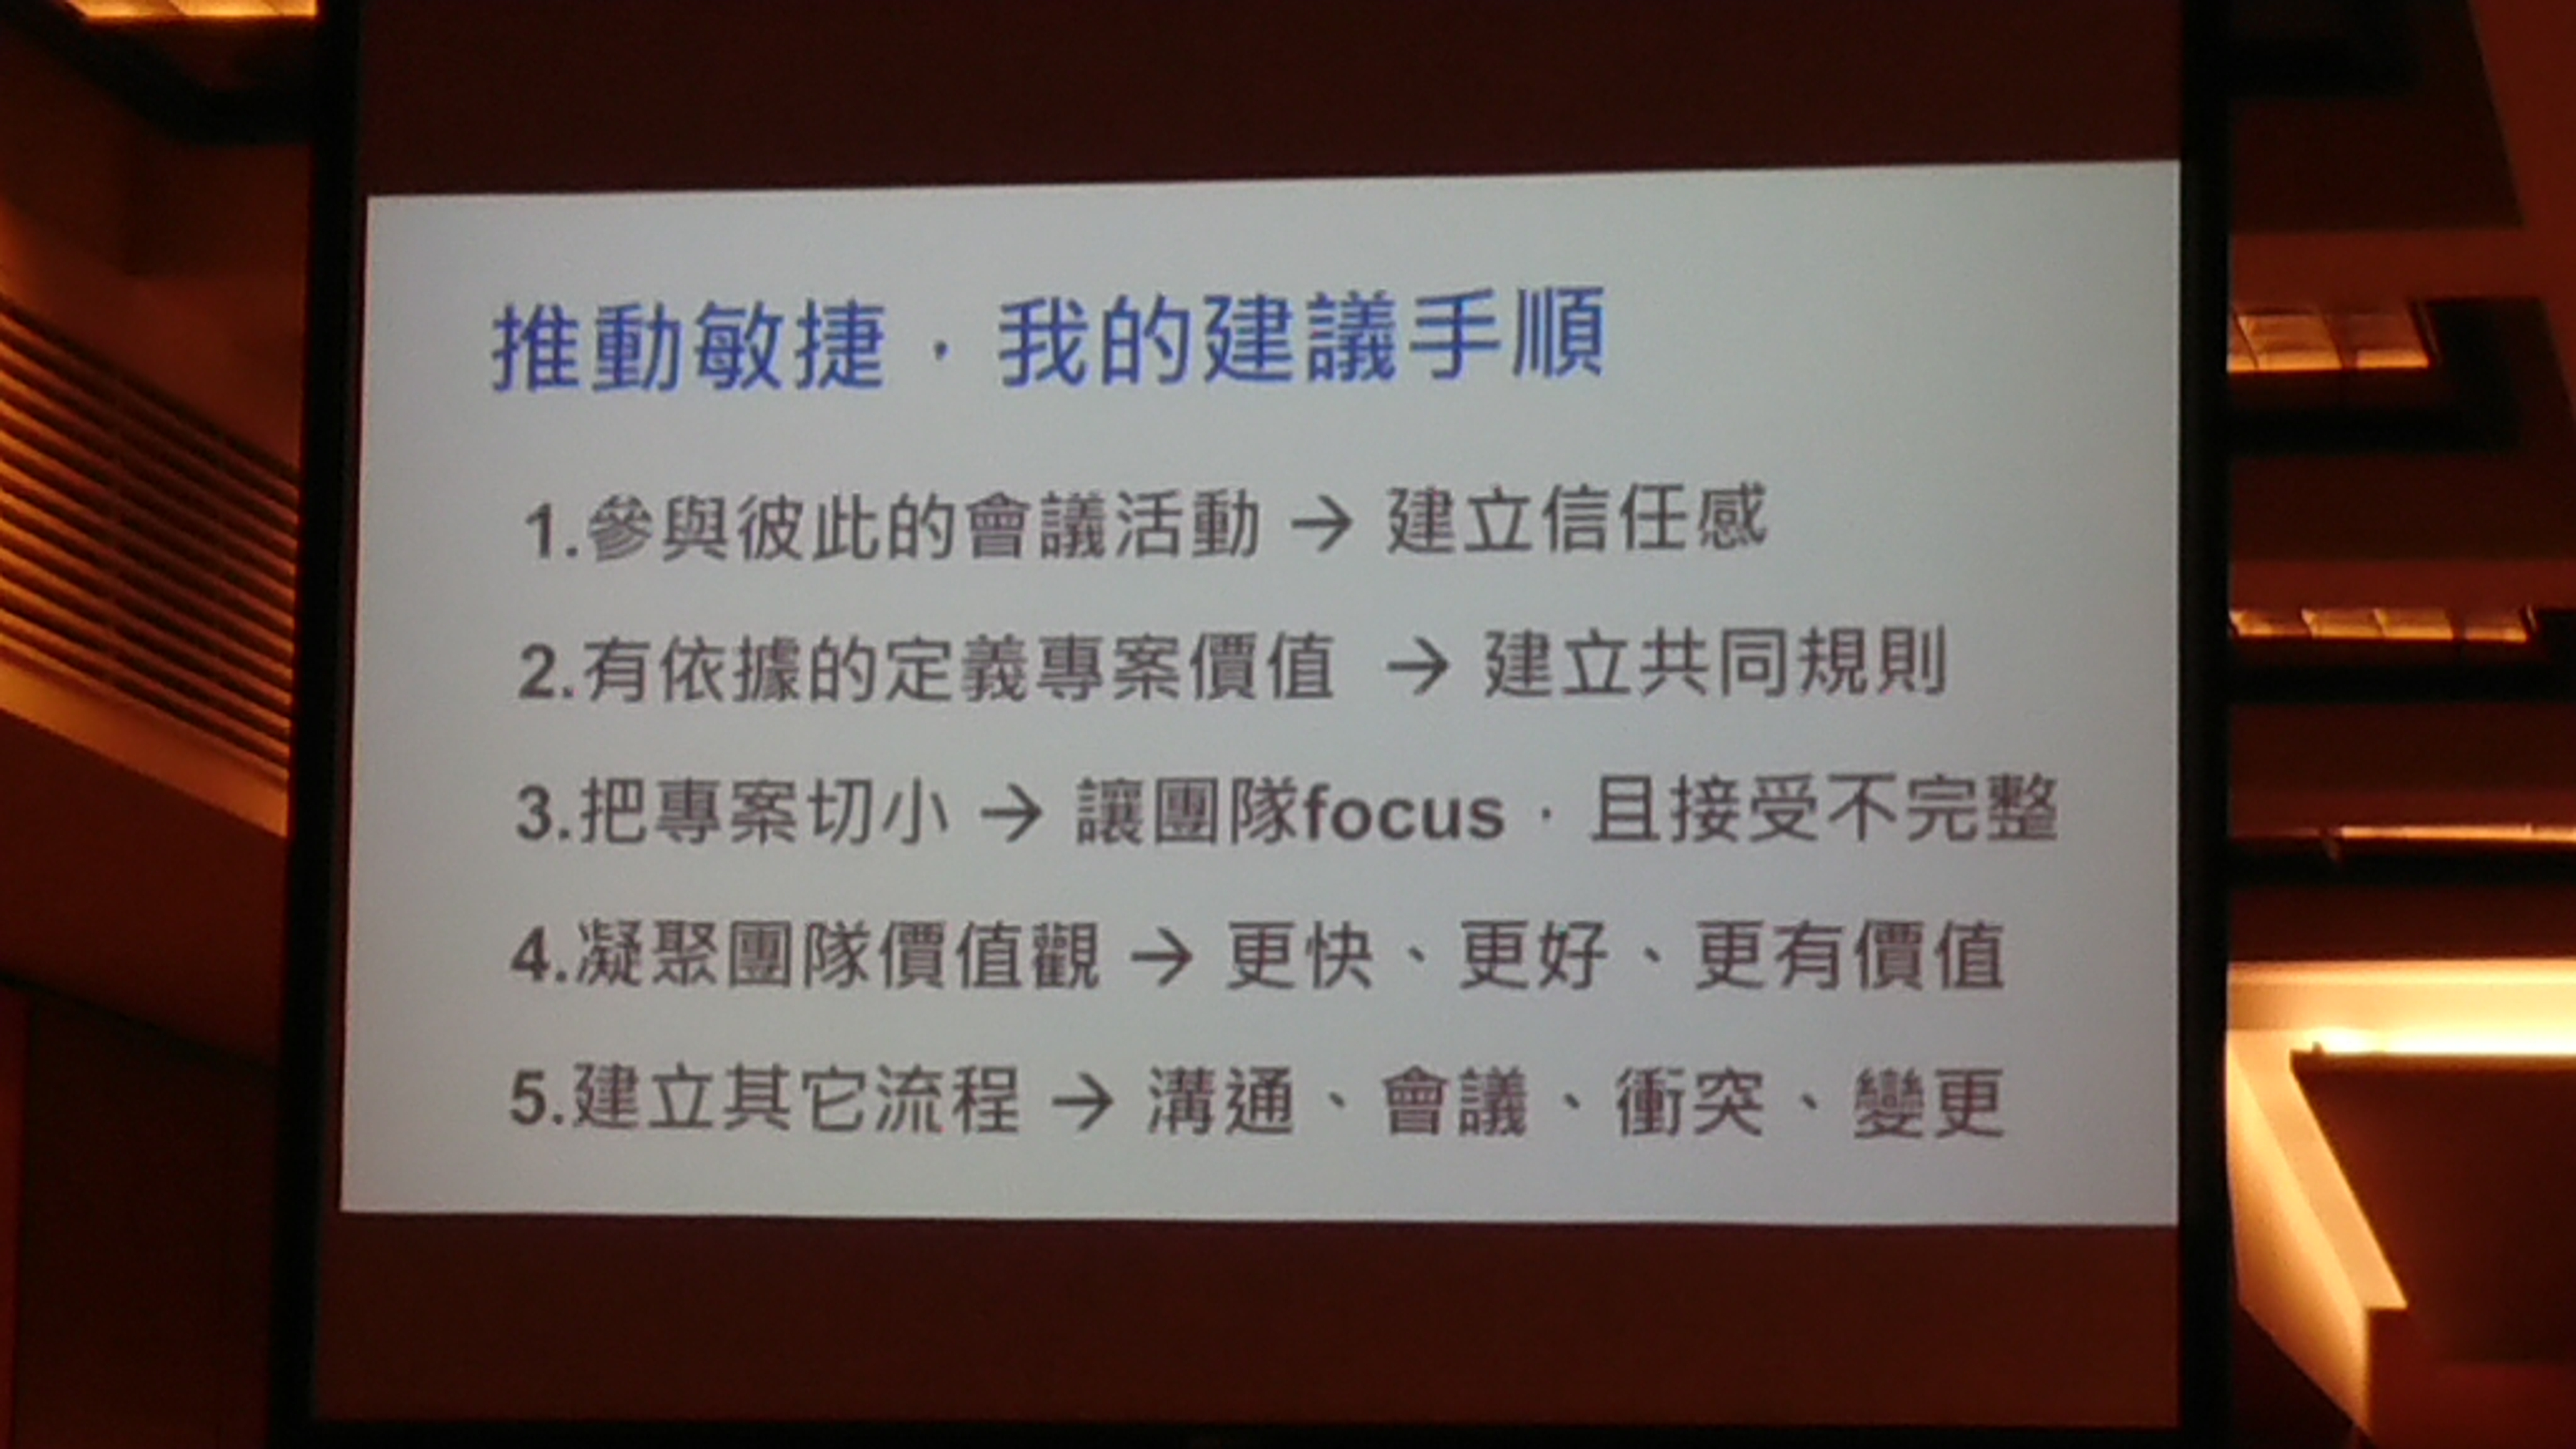 推動敏捷，我的建議手順
1.參與彼此的會議活動 → 建立信任感
2.有依據的定義專案價值 → 建立共同規則
3.把專案切小 → 讓團隊focus，且接受不完整
4.凝聚團隊價值觀 → 更快、更好、更有價值
5.建立其它流程 → 溝通、會議、衝突、變更